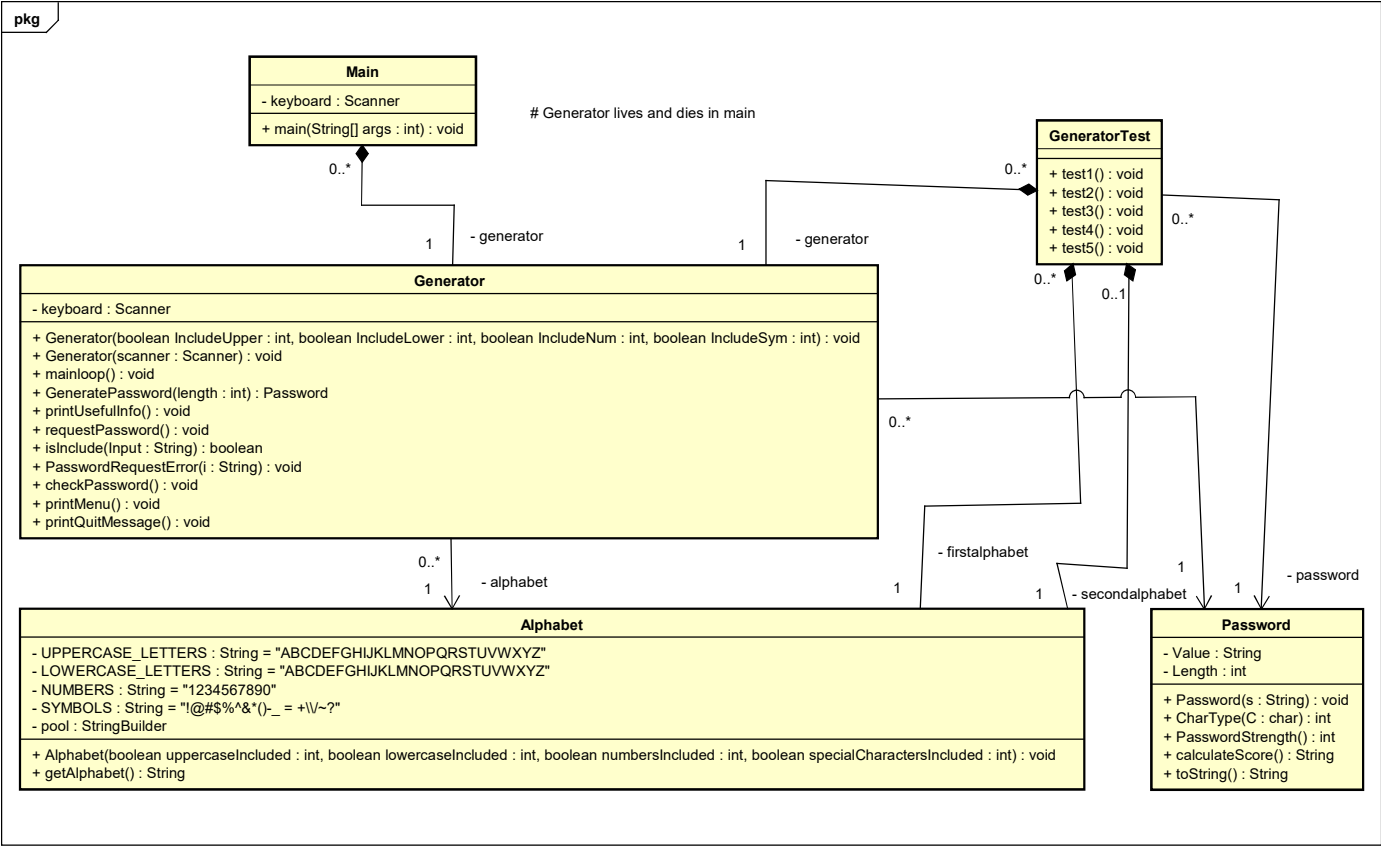 pkg
Main
- keyboard : Scanner
+ main(String[] args : int) : void
# Generator lives and dies in main
0..*
1
- generator
GeneratorTest
+ test1() : void
+ test2() : void
+ test3() : void
+ test4() : void
+ test5() : void
0..*
1
- generator
0..*
0..*
0..1
Generator
- keyboard : Scanner
+ Generator(boolean IncludeUpper : int, boolean IncludeLower : int, boolean IncludeNum : int, boolean IncludeSym : int) : void
+ Generator(scanner : Scanner) : void
+ mainloop() : void
+ GeneratePassword(length : int) : Password
+ printUsefulInfo() : void
+ requestPassword() : void
+ isInclude(Input : String) : boolean
+ PasswordRequestError(i : String) : void
+ checkPassword() : void
+ printMenu() : void
+ printQuitMessage() : void
0..*
0..*
1
- alphabet
- firstalphabet
1
1
- secondalphabet
1
1
- password
Alphabet
- UPPERCASE_LETTERS : String = "ABCDEFGHIJKLMNOPQRSTUVWXYZ"
- LOWERCASE_LETTERS : String = "ABCDEFGHIJKLMNOPQRSTUVWXYZ"
- NUMBERS : String = "1234567890"
- SYMBOLS : String = "!@#$%^&*()-_ = +\\/~?"
- pool : StringBuilder
+ Alphabet(boolean uppercaseIncluded : int, boolean lowercaseIncluded : int, boolean numbersIncluded : int, boolean specialCharactersIncluded : int) : void
+ getAlphabet() : String
Password
- Value : String
- Length : int
+ Password(s : String) : void
+ CharType(C : char) : int
+ PasswordStrength() : int
+ calculateScore() : String
+ toString() : String